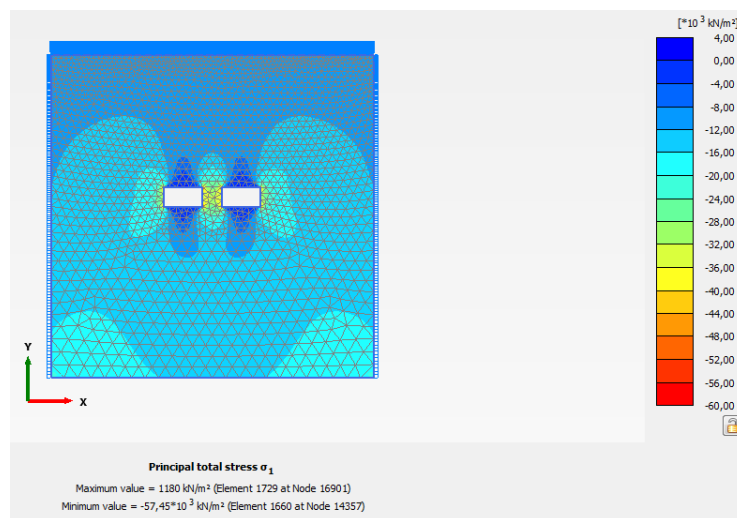 [*10 3 kN/m²]
4,00
0,00
-4,00
-8,00
-12,00
-16,00
-20,00
-24,00
-28,00
-32,00
-36,00
-40,00
-44,00
-48,00
-52,00
-56,00
-60,00
Y
X
Principal total stress σ1
Maximum value = 1180 kN/m² (Element 1729 at Node 16901)
Minimum value = -57,45*10 3 kN/m² (Element 1660 at Node 14357)